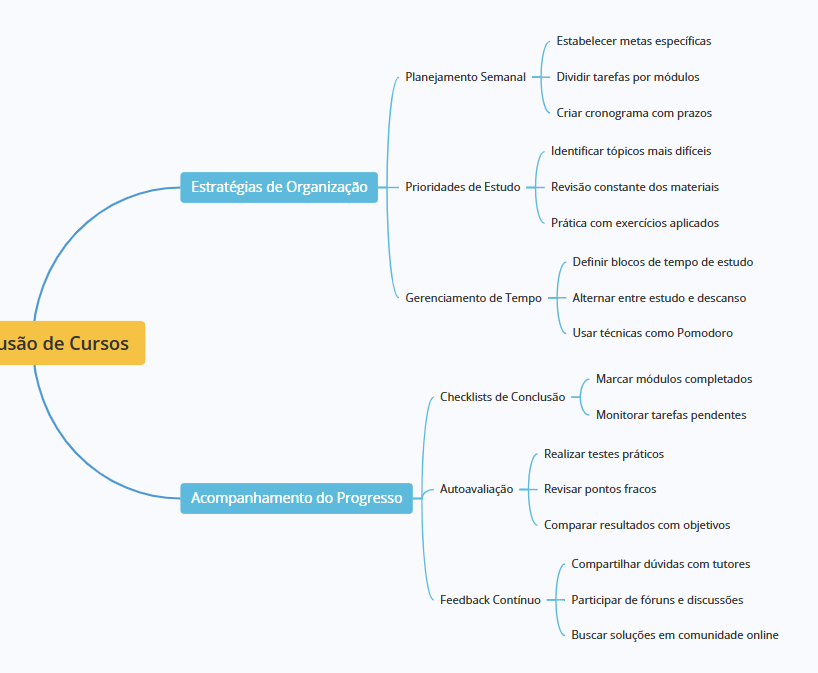 Estabelecer metas específicas
Planejamento Semanal
Dividir tarefas por módulos
Criar cronograma com prazos
Identificar tópicos mais difíceis
Estratégias de Organização
Prioridades de Estudo
Revisão constante dos materiais
Prática com exercícios aplicados
Definir blocos de tempo de estudo
Gerenciamento de Tempo
Alternar entre estudo e descanso
Usar técnicas como Pomodoro
usão de Cursos
Marcar módulos completados
Checklists de Conclusão
Monitorar tarefas pendentes
Realizar testes práticos
Acompanhamento do Progresso
Autoavaliação
Revisar pontos fracos
Comparar resultados com objetivos
Compartilhar dúvidas com tutores
Feedback Contínuo
Participar de fóruns e discussões
Buscar soluções em comunidade online